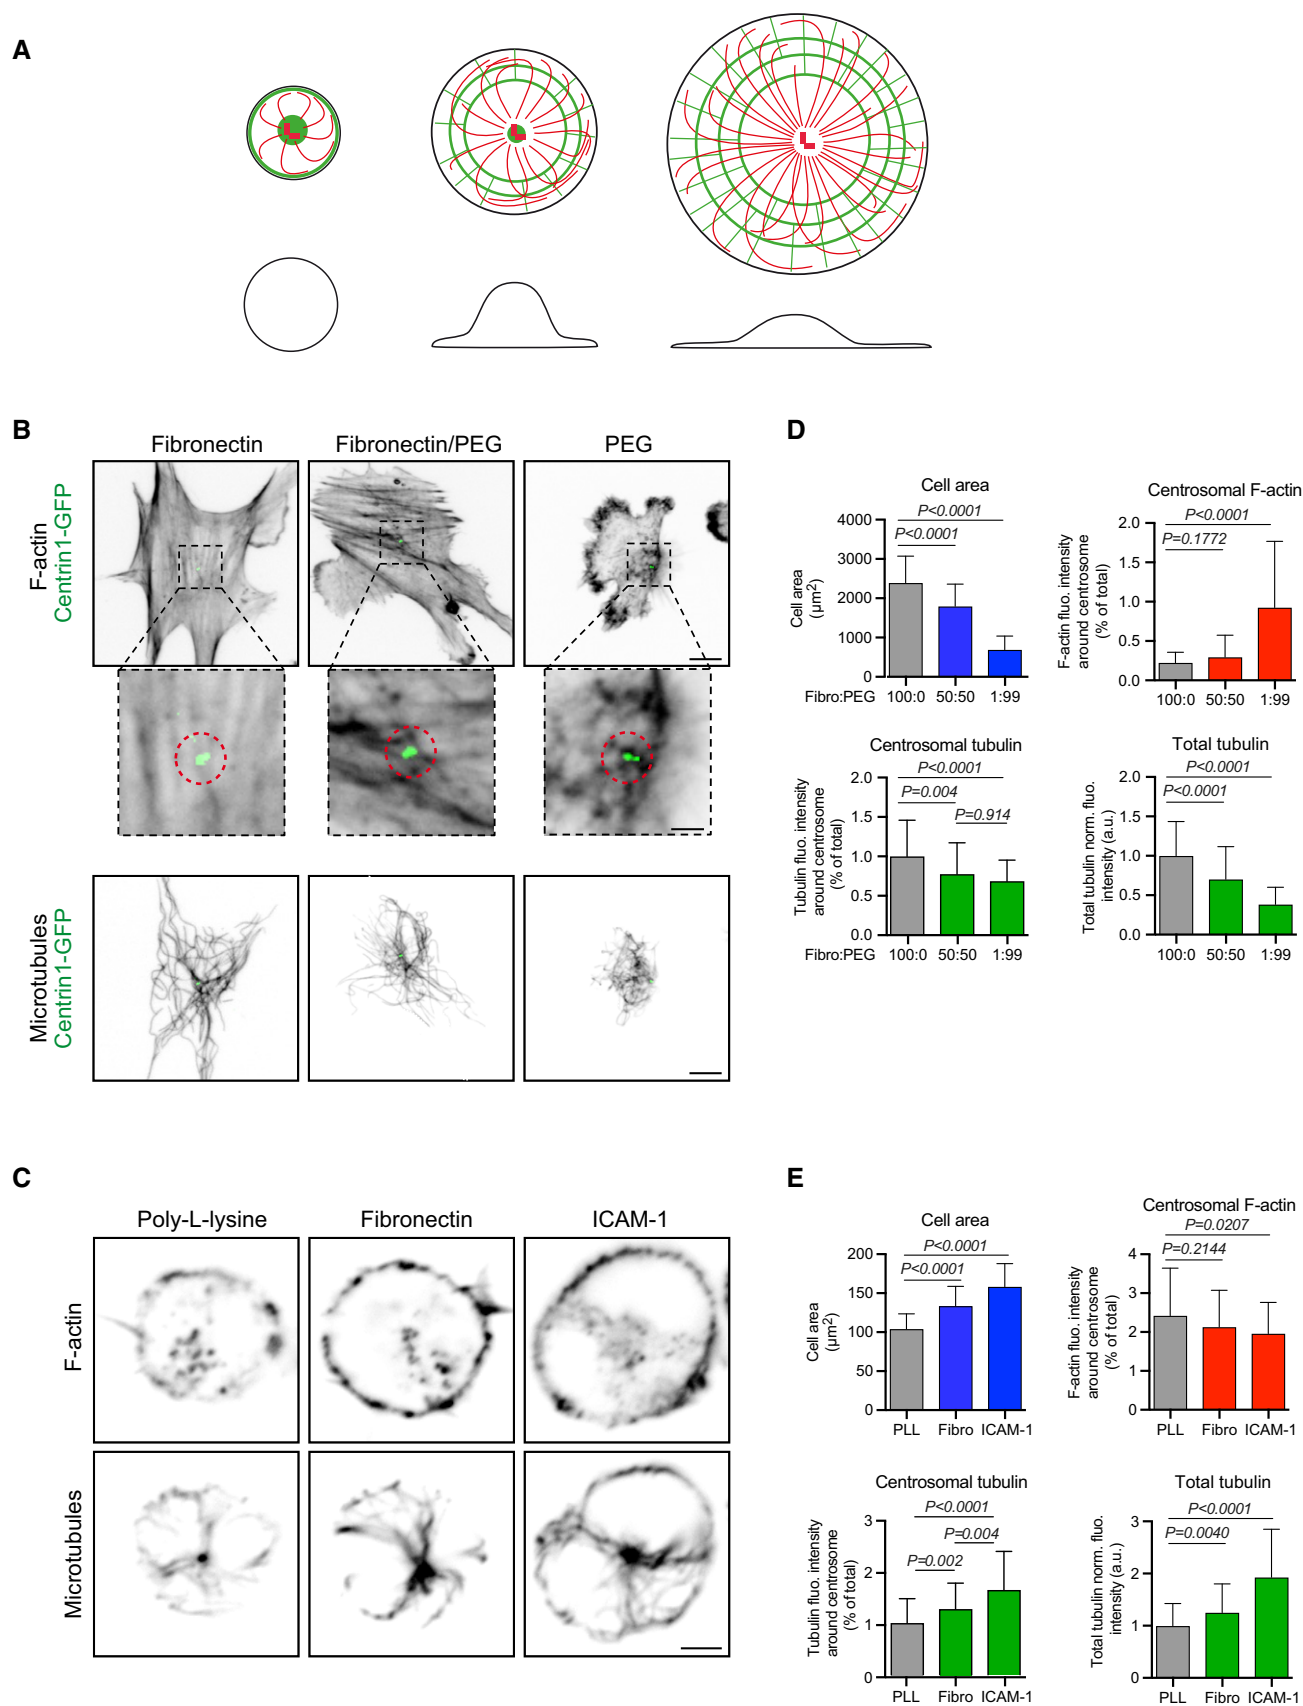 A
B
Fibronectin
Fibronectin/PEG
PEG
F-actin
Centrin1-GFP
Microtubules
Centrin1-GFP
C
Poly-L-lysine
Fibronectin
ICAM-1
F-actin
Microtubules
D
Cell area
P<0.0001
P<0.0001
4000
3000
2000
1000
0
Cell area
(µm2)
Fibro:PEG
100:0 50:50 1:99
Centrosomal F-actin
P<0.0001
P=0.1772
2.0
1.5
1.0
0.5
0.0
F-actin fluo. intensity
around centrosome
(% of total)
100:0 50:50 1:99
Centrosomal tubulin
P<0.0001
P=0.004
P=0.914
2.0
1.5
1.0
0.5
0.0
Tubulin fluo. intensity
around centrosome
(% of total)
Fibro:PEG
100:0 50:50 1:99
Total tubulin
P<0.0001
P<0.0001
2.0
1.5
1.0
0.5
0.0
Total tubulin norm. fluo.
intensity (a.u.)
100:0 50:50 1:99
E
Cell area
P<0.0001
P<0.0001
200
150
100
50
0
Cell area
(µm2)
PLL Fibro ICAM-1
Centrosomal F-actin
P=0.0207
P=0.2144
4
3
2
1
0
F-actin fluo. intensity
around centrosome
(% of total)
PLL Fibro ICAM-1
Centrosomal tubulin
P<0.0001
P=0.004
P=0.002
3
2
1
0
Tubulin fluo. intensity
around centrosome
(% of total)
PLL Fibro ICAM-1
Total tubulin
P<0.0001
P=0.0040
3
2
1
0
Total tubulin norm. fluo.
intensity (a.u.)
PLL Fibro ICAM-1